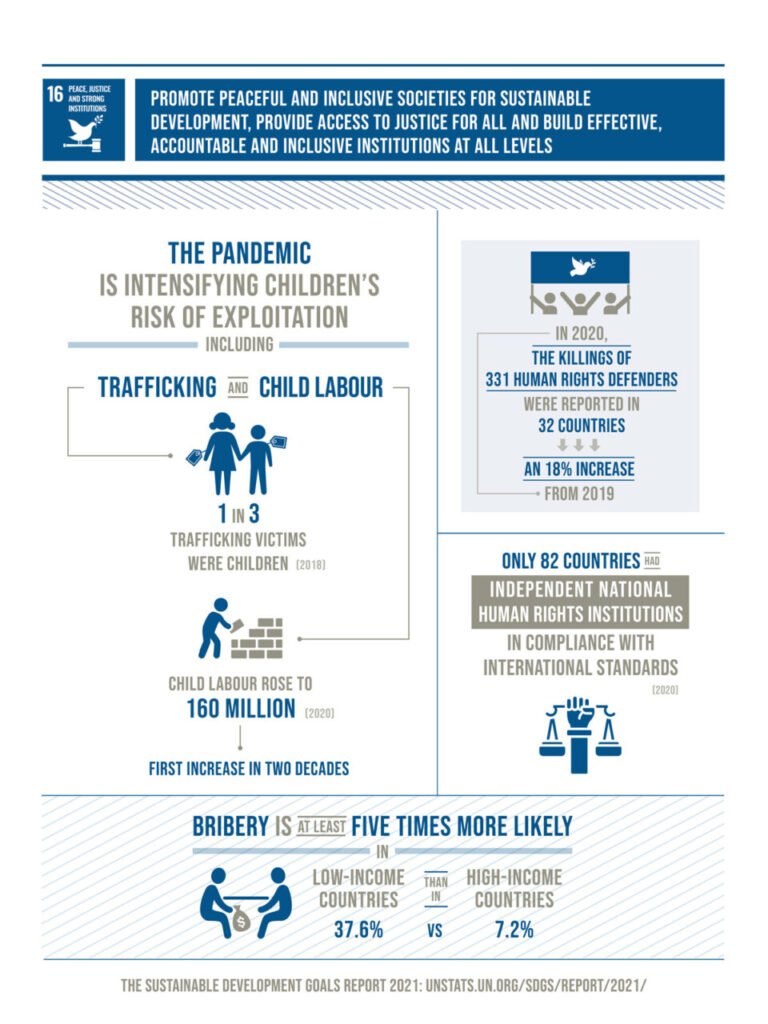 16 PEACE, JUSTICE
AND STRONG
INSTITUTIONS
PROMOTE PEACEFUL AND INCLUSIVE SOCIETIES FOR SUSTAINABLE
DEVELOPMENT, PROVIDE ACCESS TO JUSTICE FOR ALL AND BUILD EFFECTIVE,
ACCOUNTABLE AND INCLUSIVE INSTITUTIONS AT ALL LEVELS
THE PANDEMIC
IS INTENSIFYING CHILDREN'S
RISK OF EXPLOITATION
INCLUDING
TRAFFICKING AND CHILD LABOUR
1 IN 3
TRAFFICKING VICTIMS
WERE CHILDREN (2018)
CHILD LABOUR ROSE TO
160 MILLION (2020)
FIRST INCREASE IN TWO DECADES
IN 2020,
THE KILLINGS OF
331 HUMAN RIGHTS DEFENDERS
WERE REPORTED IN
32 COUNTRIES
AN 18% INCREASE
FROM 2019
ONLY 82 COUNTRIES HAD
INDEPENDENT NATIONAL
HUMAN RIGHTS INSTITUTIONS
IN COMPLIANCE WITH
INTERNATIONAL STANDARDS
(2020)
BRIBERY IS AT LEAST FIVE TIMES MORE LIKELY
IN
LOW-INCOME THAN HIGH-INCOME
COUNTRIES IN COUNTRIES
37.6% VS 7.2%
$
THE SUSTAINABLE DEVELOPMENT GOALS REPORT 2021: UNSTATS.UN.ORG/SDGS/REPORT/2021/